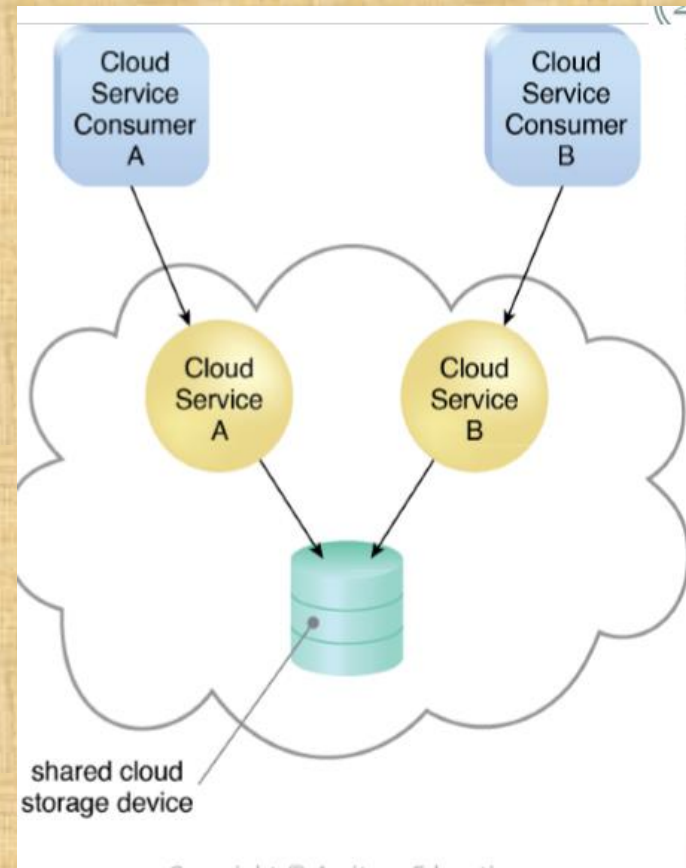 Cloud
Service
Consumer
A
Cloud
Service
Consumer
B
Cloud
Service
A
Cloud
Service
B
shared cloud
storage device